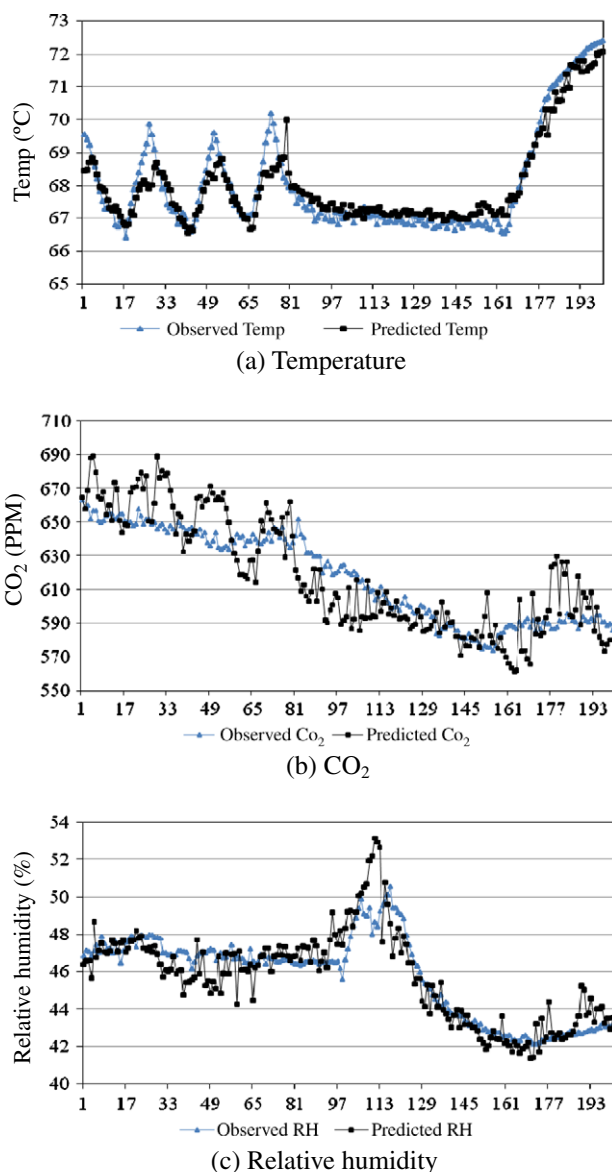 73
72
71
70
69
68
67
66
65
Temp (ºC)
1 17 33 49 65 81 97 113 129 145 161 177 193
Observed Temp Predicted Temp
(a) Temperature
710
690
670
650
630
610
590
570
550
CO₂ (PPM)
1 17 33 49 65 81 97 113 129 145 161 177 193
Observed Co₂ Predicted Co₂
(b) CO₂
54
52
50
48
46
44
42
40
Relative humidity (%)
1 17 33 49 65 81 97 113 129 145 161 177 193
Observed RH Predicted RH
(c) Relative humidity